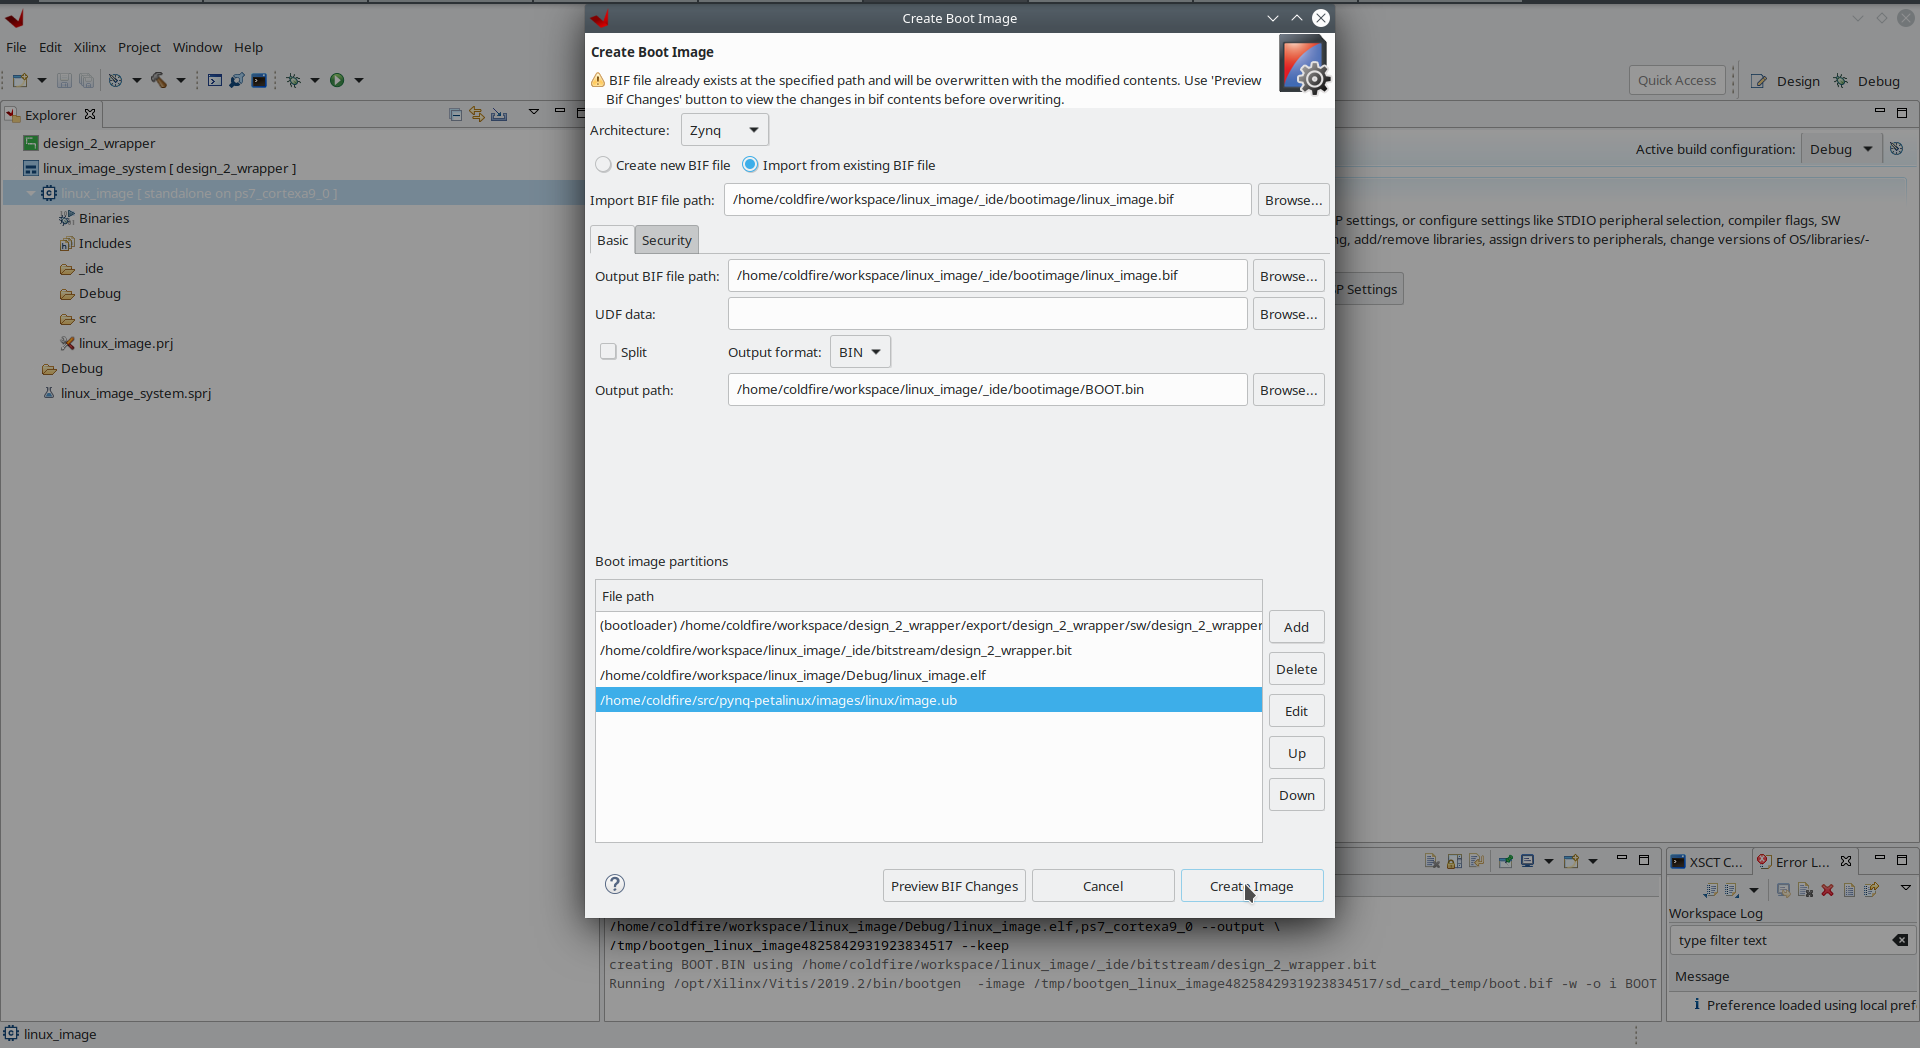 Create Boot Image
File Edit Xilinx Project Window Help
Quick Access
Design
Debug
Explorer
design_2_wrapper
linux_image_system [ design_2_wrapper ]
linux_image [ standalone on ps7_cortexa9_0 ]
Binaries
Includes
_ide
Debug
src
linux_image.prj
Debug
linux_image_system.sprj
Create Boot Image
BIF file already exists at the specified path and will be overwritten with the modified contents. Use 'Preview
Bif Changes' button to view the changes in bif contents before overwriting.
Architecture: Zynq
Create new BIF file Import from existing BIF file
Import BIF file path: /home/coldfire/workspace/linux_image/_ide/bootimage/linux_image.bif Browse...
Basic Security
Output BIF file path: /home/coldfire/workspace/linux_image/_ide/bootimage/linux_image.bif Browse...
UDF data: Browse...
Split Output format: BIN
Output path: /home/coldfire/workspace/linux_image/_ide/bootimage/BOOT.bin Browse...
Boot image partitions
File path
(bootloader) /home/coldfire/workspace/design_2_wrapper/export/design_2_wrapper/sw/design_2_wrapper
/home/coldfire/workspace/linux_image/_ide/bitstream/design_2_wrapper.bit
/home/coldfire/workspace/linux_image/Debug/linux_image.elf
/home/coldfire/src/pynq-petalinux/images/linux/image.ub
Add
Delete
Edit
Up
Down
Preview BIF Changes Cancel Create Image
Active build configuration: Debug
P settings, or configure settings like STDIO peripheral selection, compiler flags, SW
ng, add/remove libraries, assign drivers to peripherals, change versions of OS/libraries/-
P Settings
/home/coldfire/workspace/linux_image/Debug/linux_image.elf,ps7_cortexa9_0 --output \
/tmp/bootgen_linux_image4825842931923834517 --keep
creating BOOT.BIN using /home/coldfire/workspace/linux_image/_ide/bitstream/design_2_wrapper.bit
Running /opt/Xilinx/Vitis/2019.2/bin/bootgen  -image /tmp/bootgen_linux_image4825842931923834517/sd_card_temp/boot.bif -w -o i BOOT
XSCT C... Error L...
Workspace Log
type filter text
Message
Preference loaded using local pref
linux_image